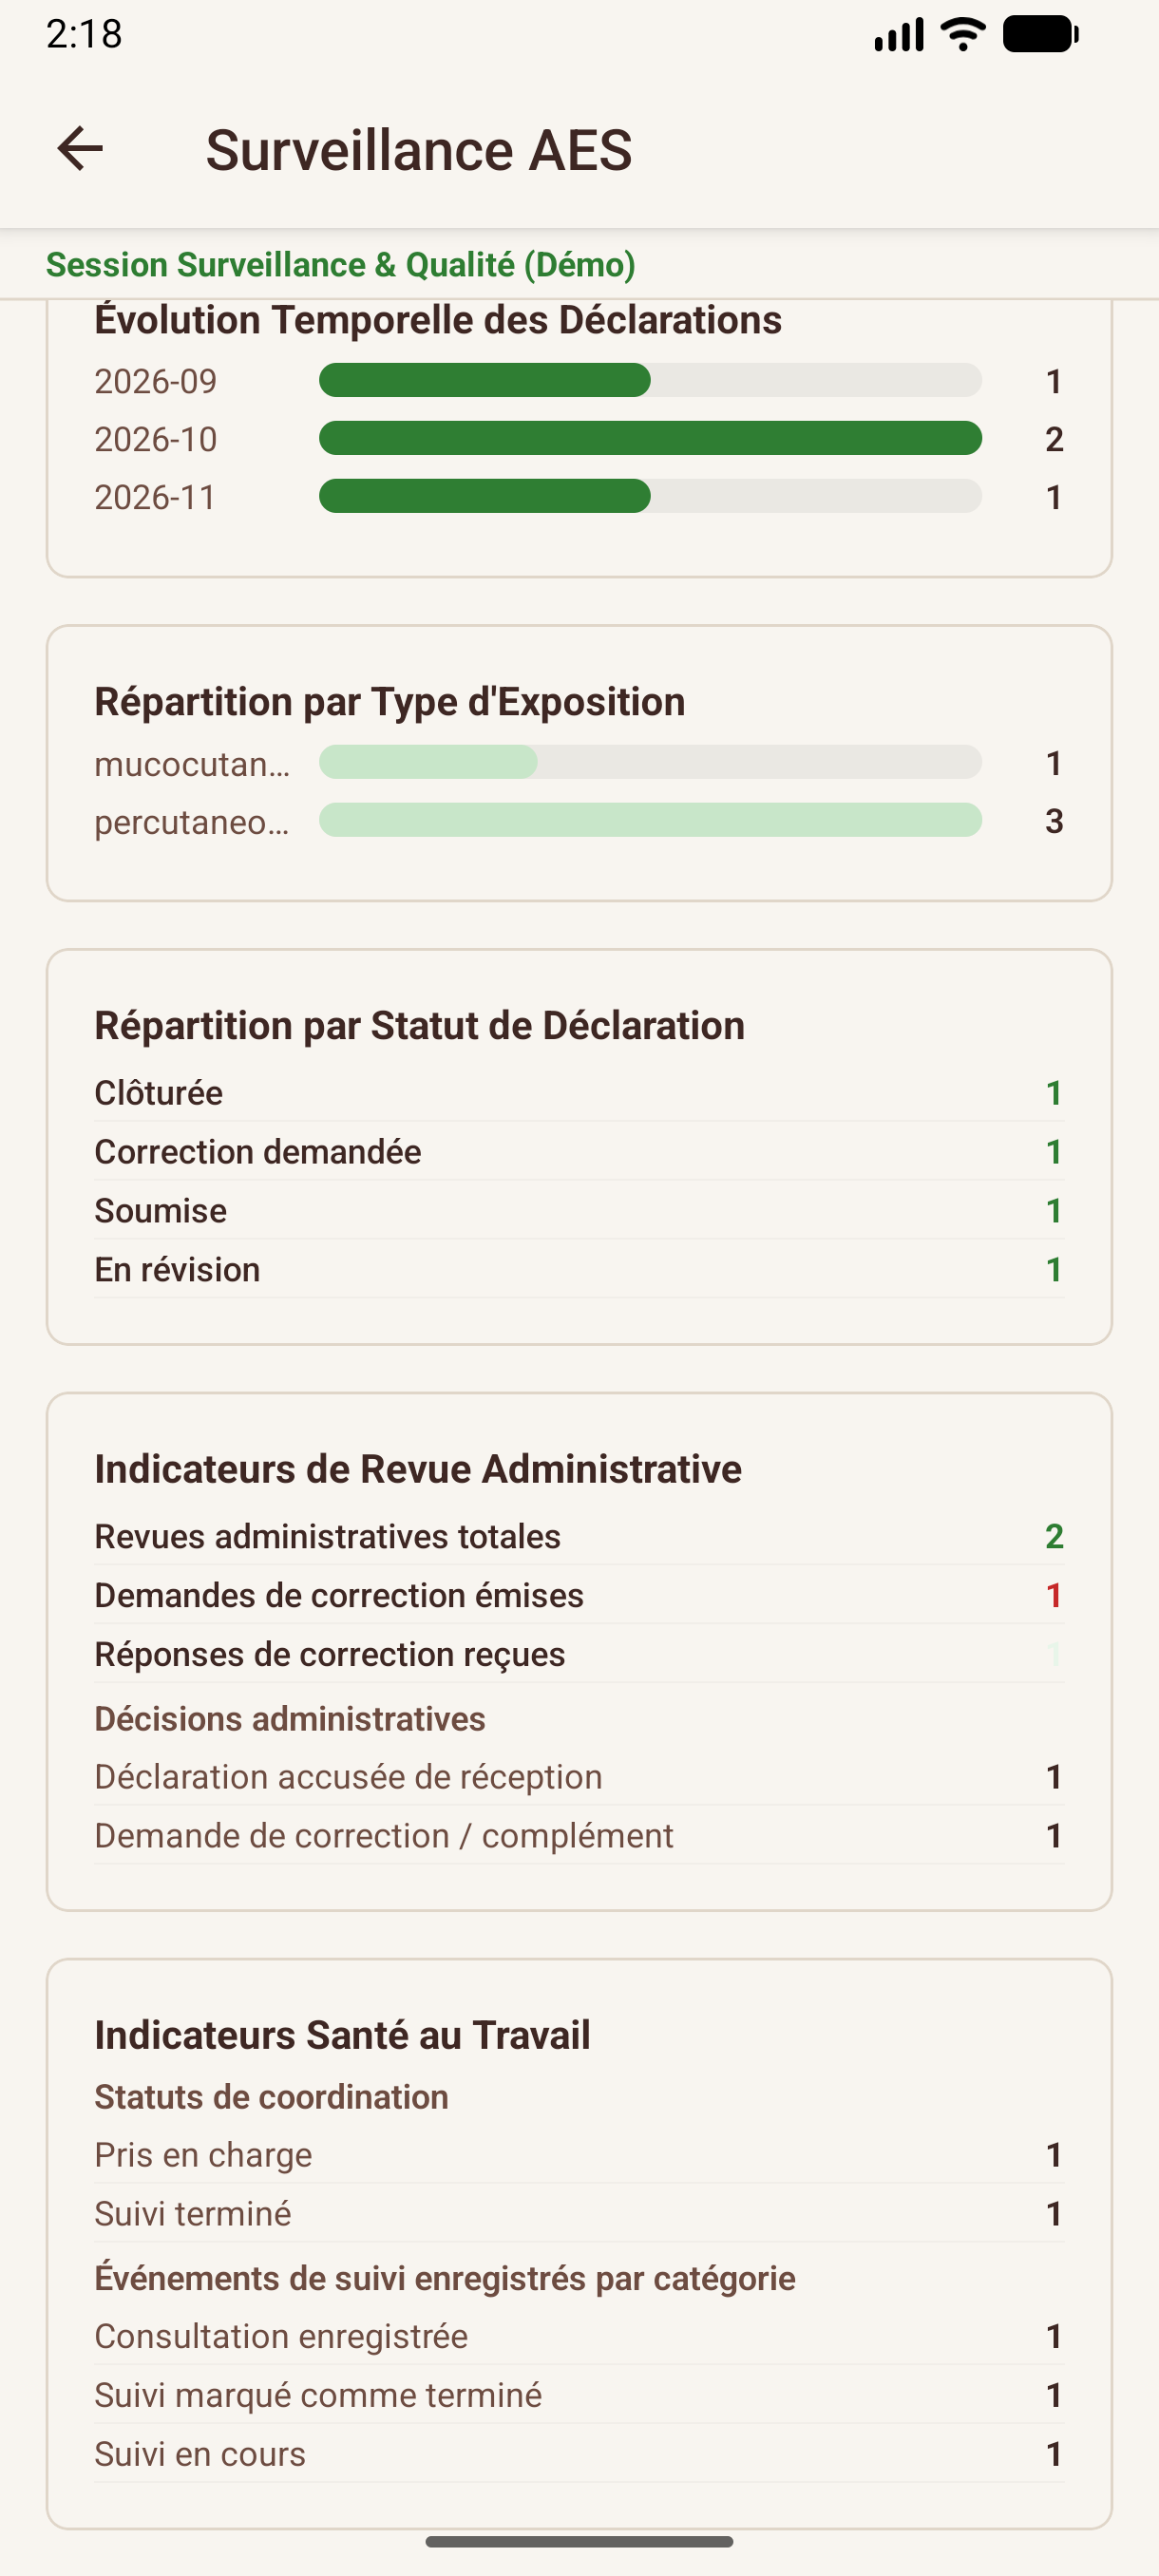 2:18
Surveillance AES
Session Surveillance & Qualité (Démo)
Évolution Temporelle des Déclarations
2026-09 1
2026-10 2
2026-11 1
Répartition par Type d'Exposition
mucocutan... 1
percutaneo... 3
Répartition par Statut de Déclaration
Clôturée 1
Correction demandée 1
Soumise 1
En révision 1
Indicateurs de Revue Administrative
Revues administratives totales 2
Demandes de correction émises 1
Réponses de correction reçues 1
Décisions administratives
Déclaration accusée de réception 1
Demande de correction / complément 1
Indicateurs Santé au Travail
Statuts de coordination
Pris en charge 1
Suivi terminé 1
Événements de suivi enregistrés par catégorie
Consultation enregistrée 1
Suivi marqué comme terminé 1
Suivi en cours 1